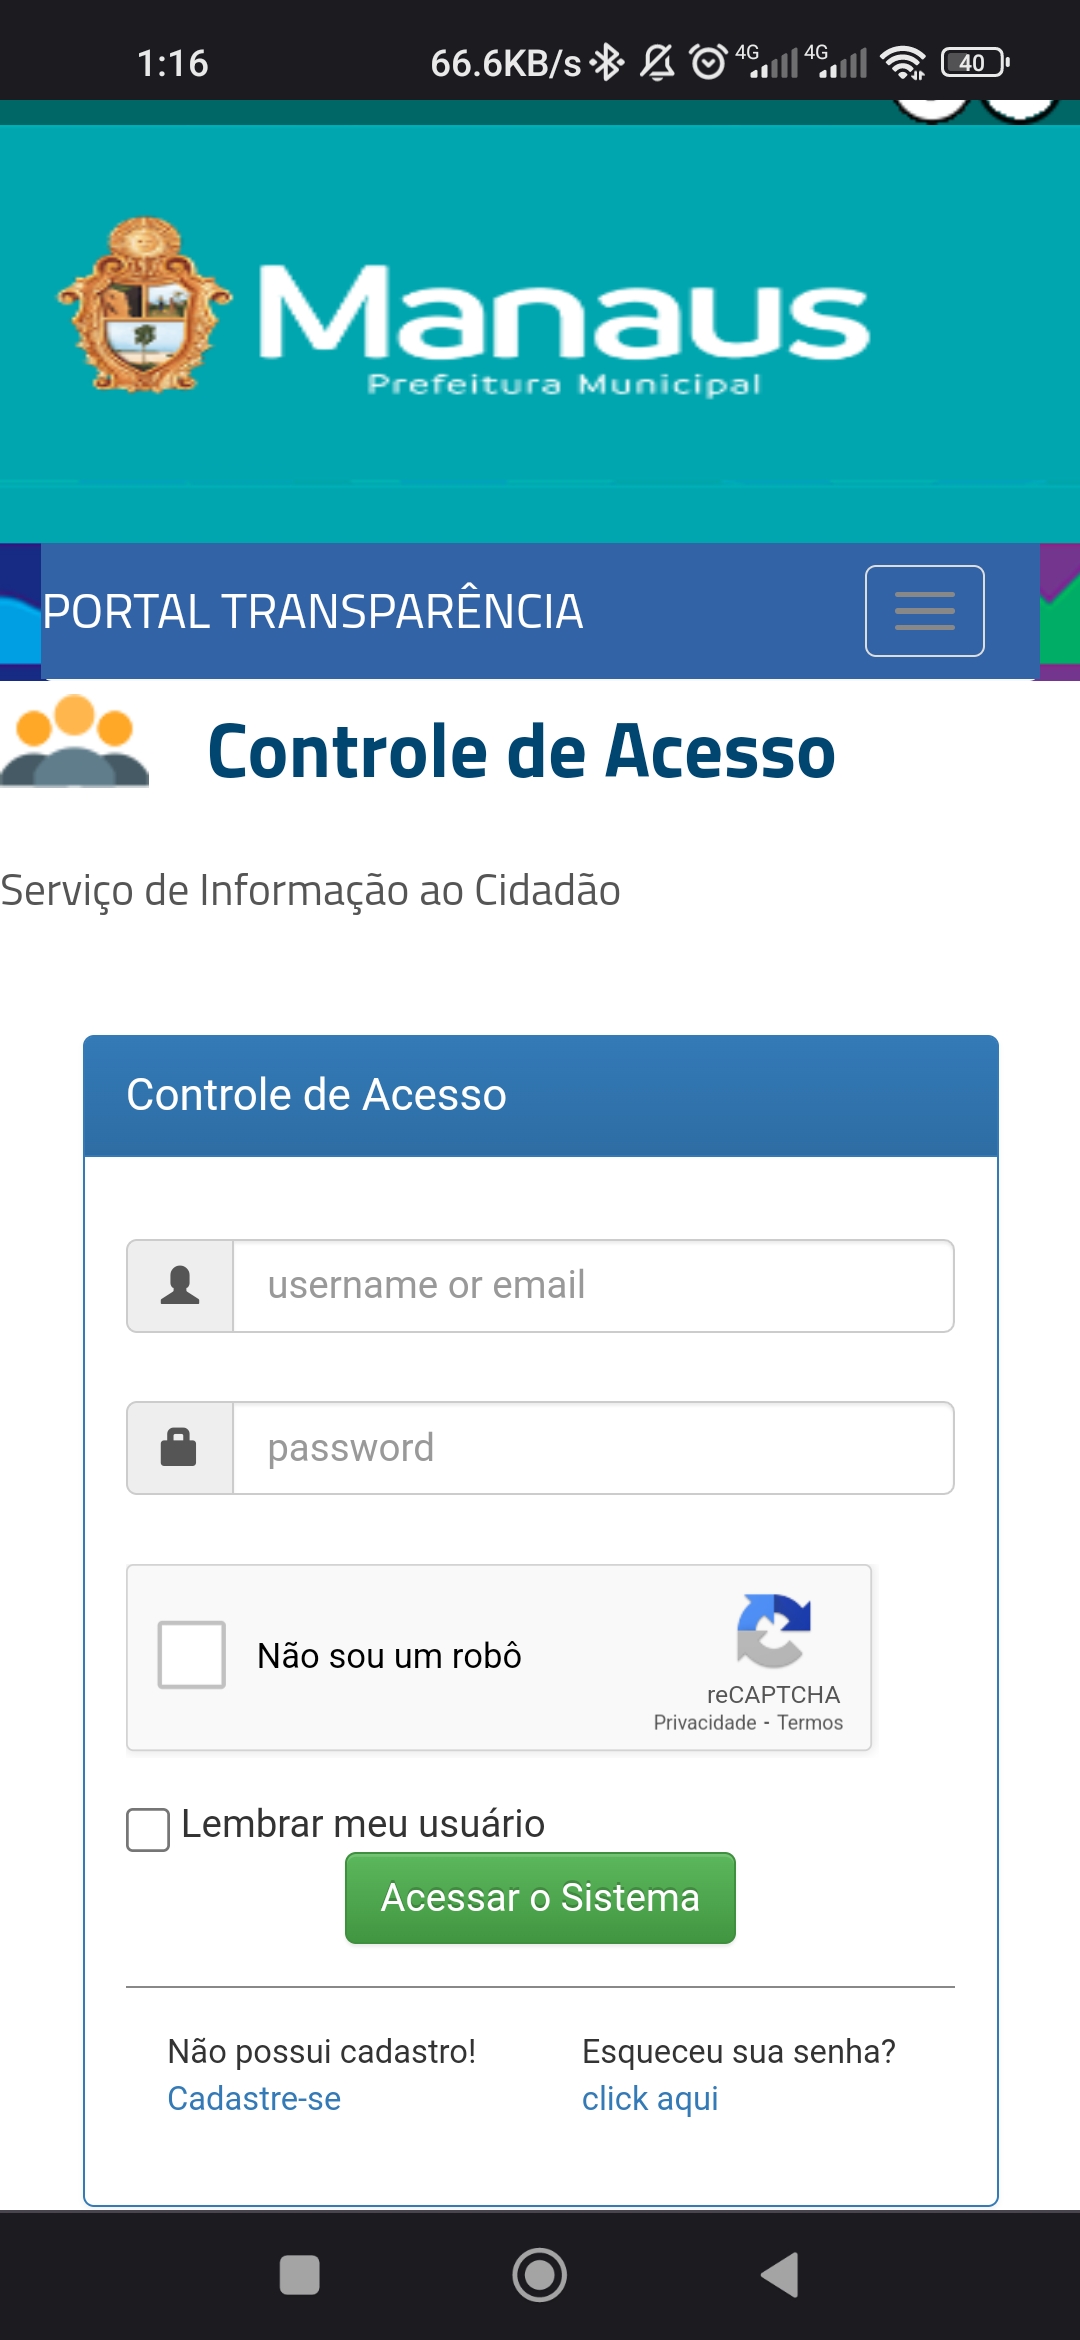 1:16 66.6KB/s 4G 4G 40
Manaus
Prefeitura Municipal
PORTAL TRANSPARÊNCIA
Controle de Acesso
Serviço de Informação ao Cidadão
Controle de Acesso
username or email
password
Não sou um robô
reCAPTCHA
Privacidade - Termos
Lembrar meu usuário
Acessar o Sistema
Não possui cadastro! Esqueceu sua senha?
Cadastre-se click aqui